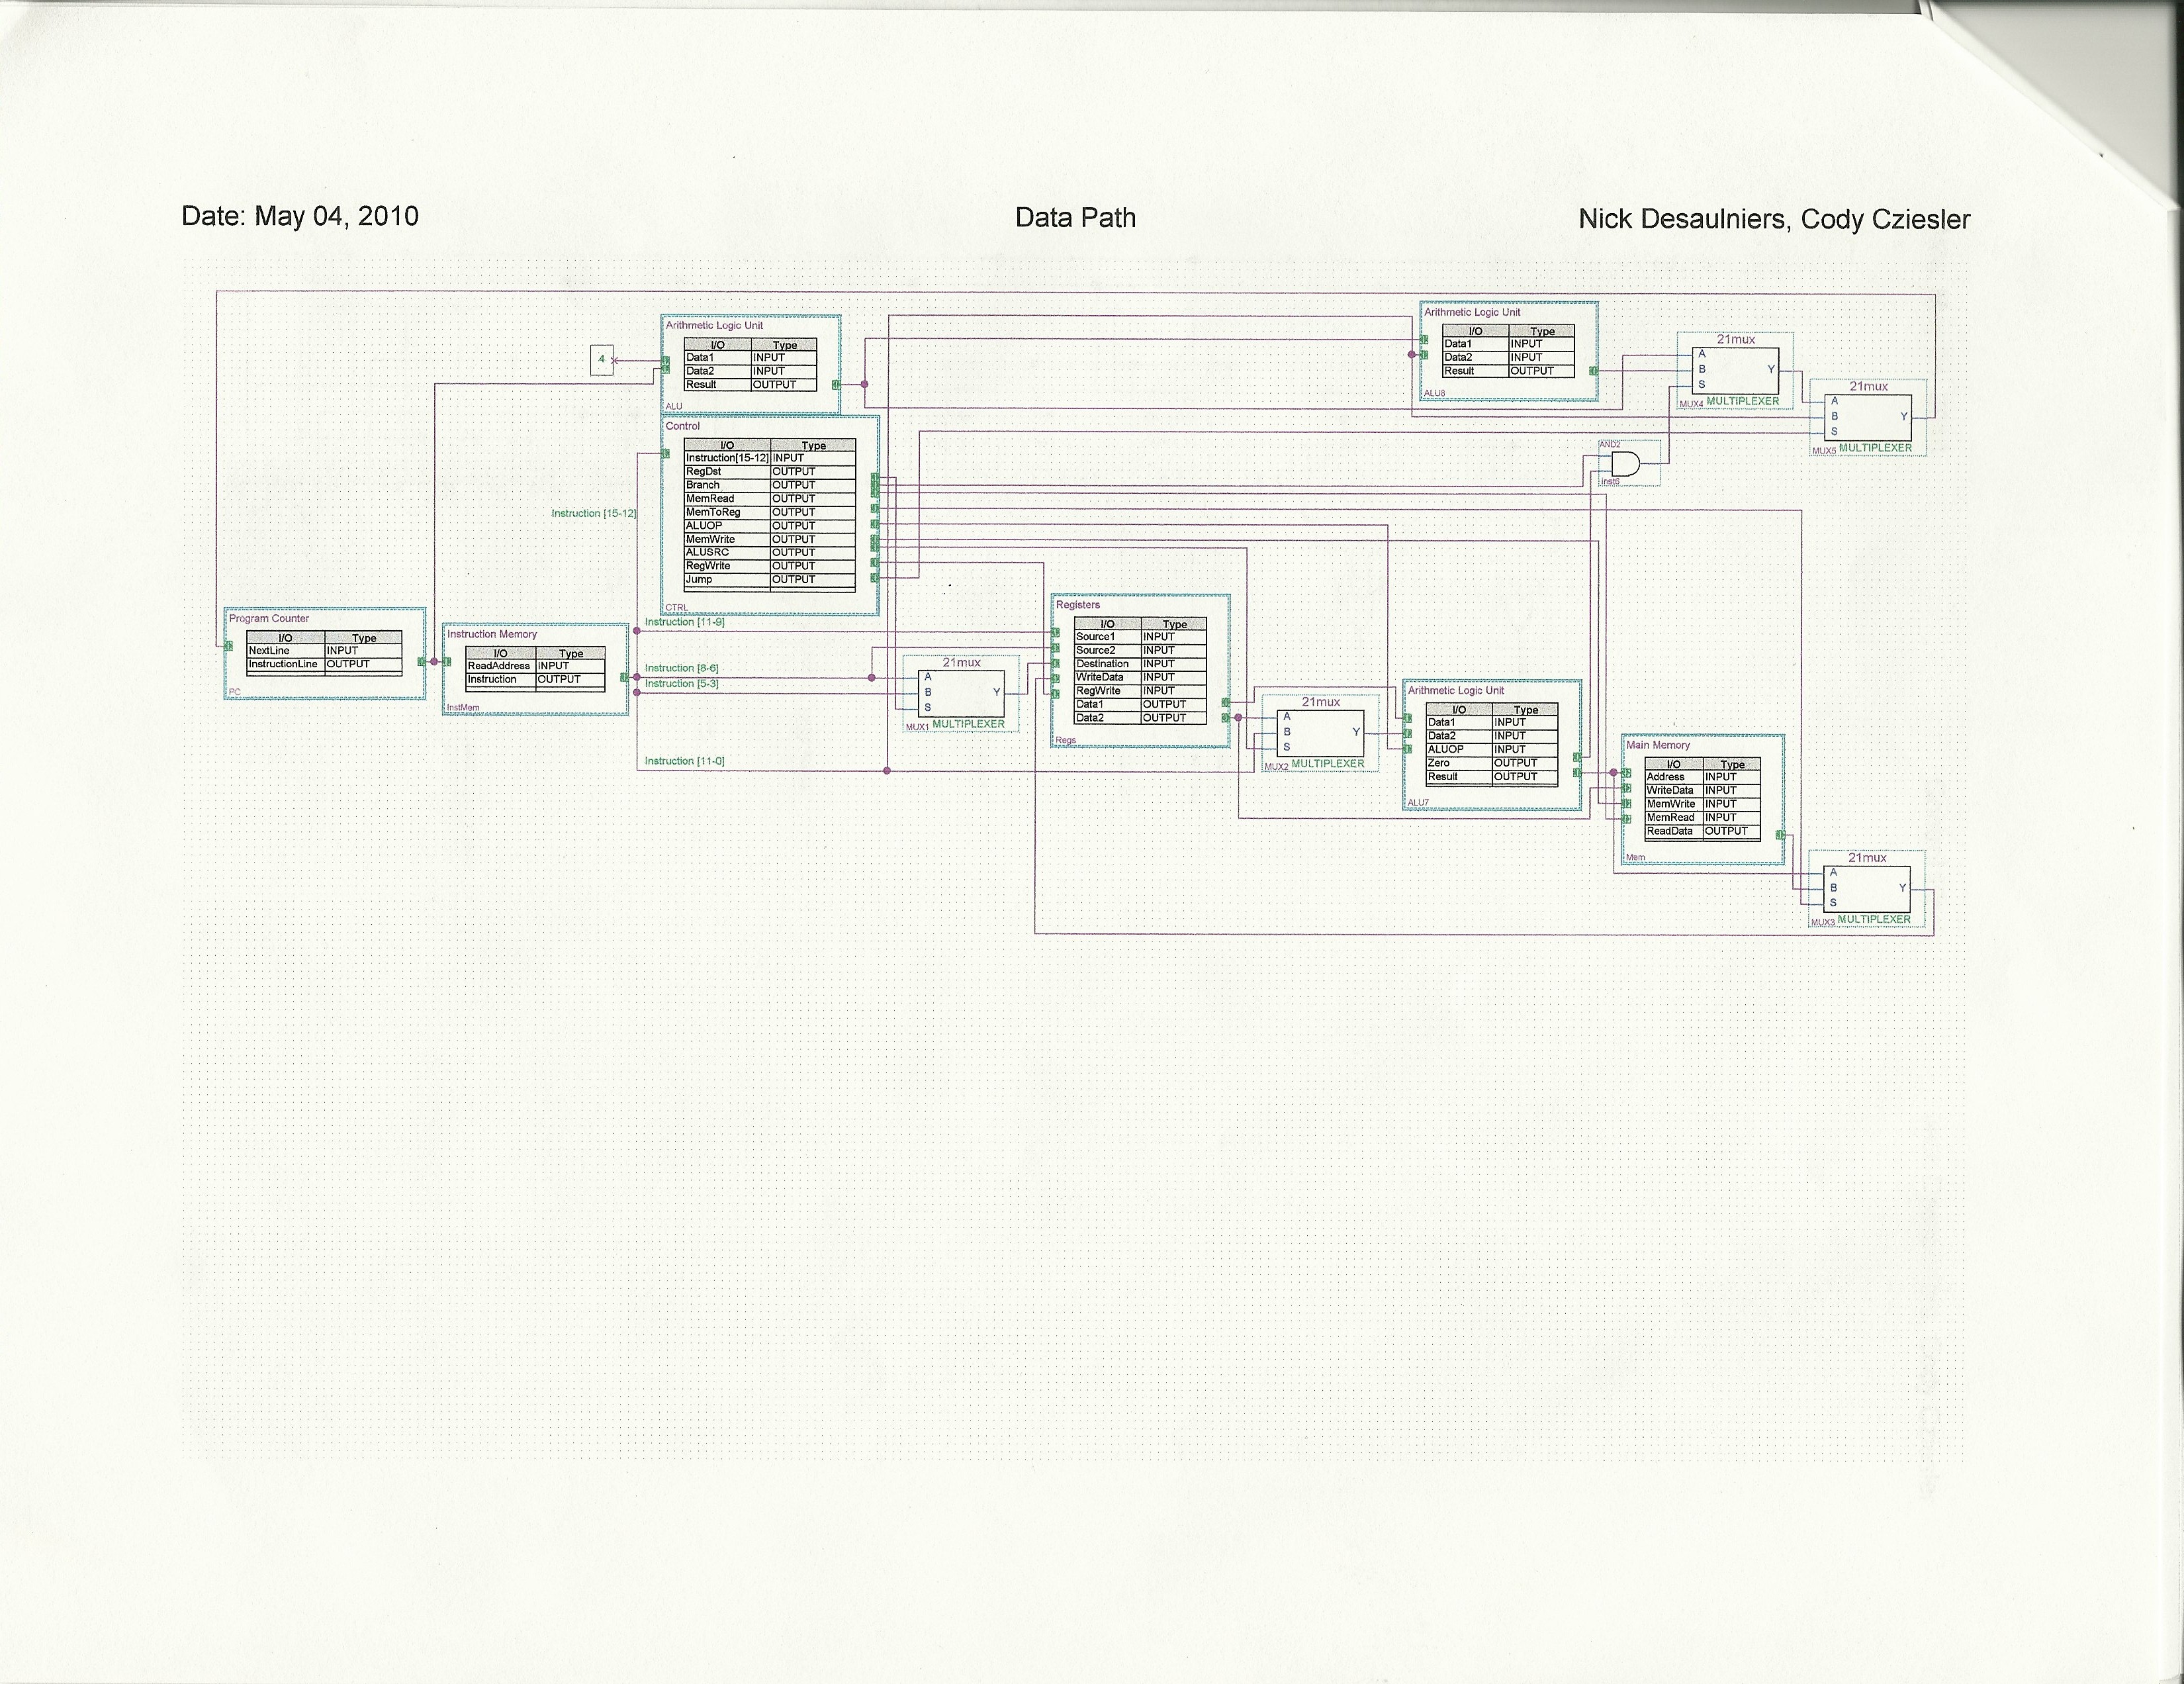 Date: May 04, 2010
Data Path
Nick Desaulniers, Cody Cziesler
Arithmetic Logic Unit
I/O Type
Data1 INPUT
Data2 INPUT
Result OUTPUT
ALU
4
Arithmetic Logic Unit
I/O Type
Data1 INPUT
Data2 INPUT
Result OUTPUT
ALU8
21mux
A
B
S
Y
MUX4 MULTIPLEXER
21mux
A
B
S
Y
MUX5 MULTIPLEXER
AND2
inst6
Control
I/O Type
Instruction[15-12] INPUT
RegDst OUTPUT
Branch OUTPUT
MemRead OUTPUT
MemToReg OUTPUT
ALUOP OUTPUT
MemWrite OUTPUT
ALUSRC OUTPUT
RegWrite OUTPUT
Jump OUTPUT
CTRL
Instruction [15-12]
Program Counter
I/O Type
NextLine INPUT
InstructionLine OUTPUT
PC
Instruction Memory
I/O Type
ReadAddress INPUT
Instruction OUTPUT
InstMem
Instruction [11-9]
Instruction [8-6]
Instruction [5-3]
Instruction [11-0]
21mux
A
B
S
Y
MUX1 MULTIPLEXER
Registers
I/O Type
Source1 INPUT
Source2 INPUT
Destination INPUT
WriteData INPUT
RegWrite INPUT
Data1 OUTPUT
Data2 OUTPUT
Regs
21mux
A
B
S
Y
MUX2 MULTIPLEXER
Arithmetic Logic Unit
I/O Type
Data1 INPUT
Data2 INPUT
ALUOP INPUT
Zero OUTPUT
Result OUTPUT
ALU7
Main Memory
I/O Type
Address INPUT
WriteData INPUT
MemWrite INPUT
MemRead INPUT
ReadData OUTPUT
Mem
21mux
A
B
S
Y
MUX3 MULTIPLEXER